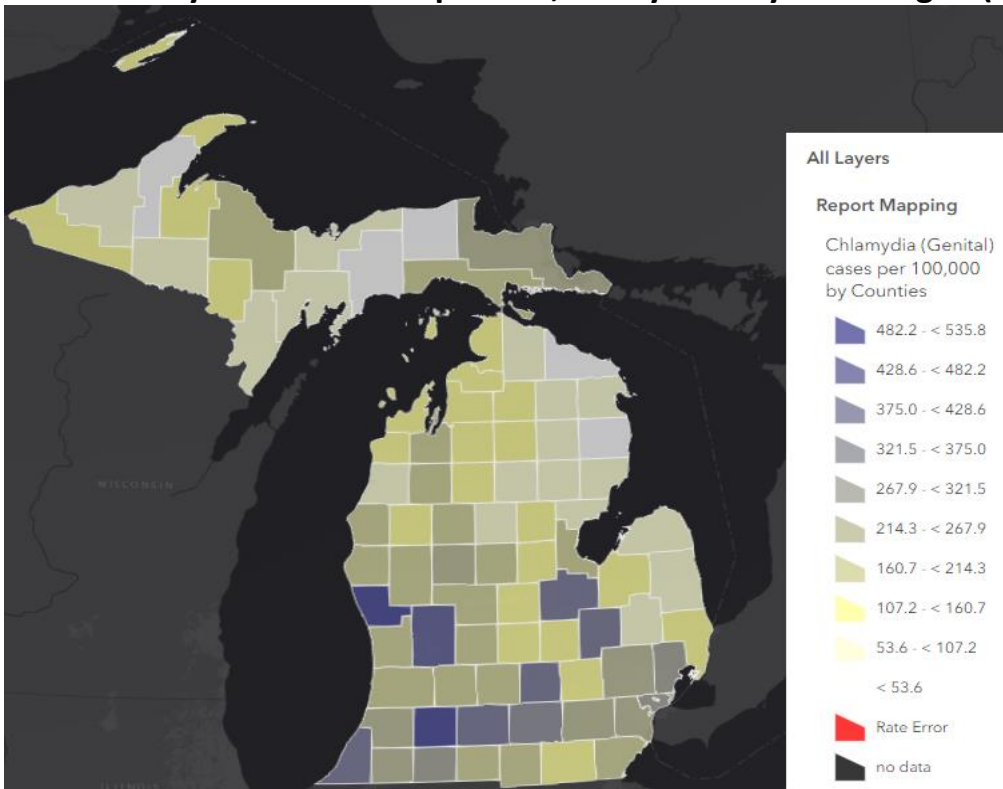 All Layers
Report Mapping
Chlamydia (Genital)
cases per 100,000
by Counties
482.2 - < 535.8
428.6 - < 482.2
375.0 - < 428.6
321.5 - < 375.0
267.9 - < 321.5
214.3 - < 267.9
160.7 - < 214.3
107.2 - < 160.7
53.6 - < 107.2
< 53.6
Rate Error
no data
WISCONSIN